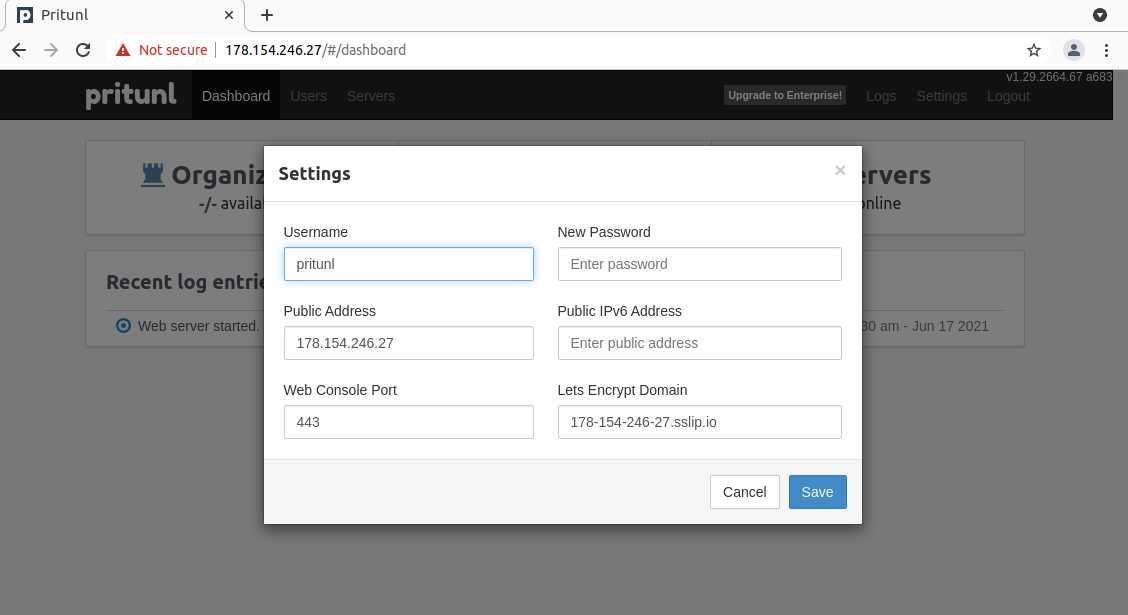 Pritunl
Not secure 178.154.246.27/#/dashboard
v1.29.2664.67 a683
pritunl Dashboard Users Servers Upgrade to Enterprise! Logs Settings Logout
Settings ×
Username New Password
pritunl Enter password
Public Address Public IPv6 Address
178.154.246.27 Enter public address
Web Console Port Lets Encrypt Domain
443 178-154-246-27.sslip.io
Cancel Save
Organiz ervers
-/- availa online
Recent log entrie
Web server started. 30 am - Jun 17 2021